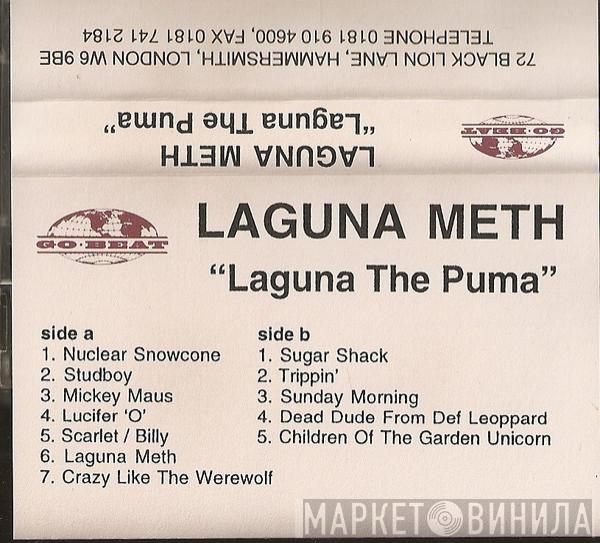 72 BLACK LION LANE, HAMMERSMITH, LONDON W6 9BE
TELEPHONE 0181 910 4600, FAX 0181 741 2184
LAGUNA METH
"Laguna The Puma"
GO·BEAT
LAGUNA METH
"Laguna The Puma"
GO·BEAT
side a
1. Nuclear Snowcone
2. Studboy
3. Mickey Maus
4. Lucifer 'O'
5. Scarlet / Billy
6. Laguna Meth
7. Crazy Like The Werewolf
side b
1. Sugar Shack
2. Trippin'
3. Sunday Morning
4. Dead Dude From Def Leoppard
5. Children Of The Garden Unicorn
МАРКЕТ ВИНИЛА